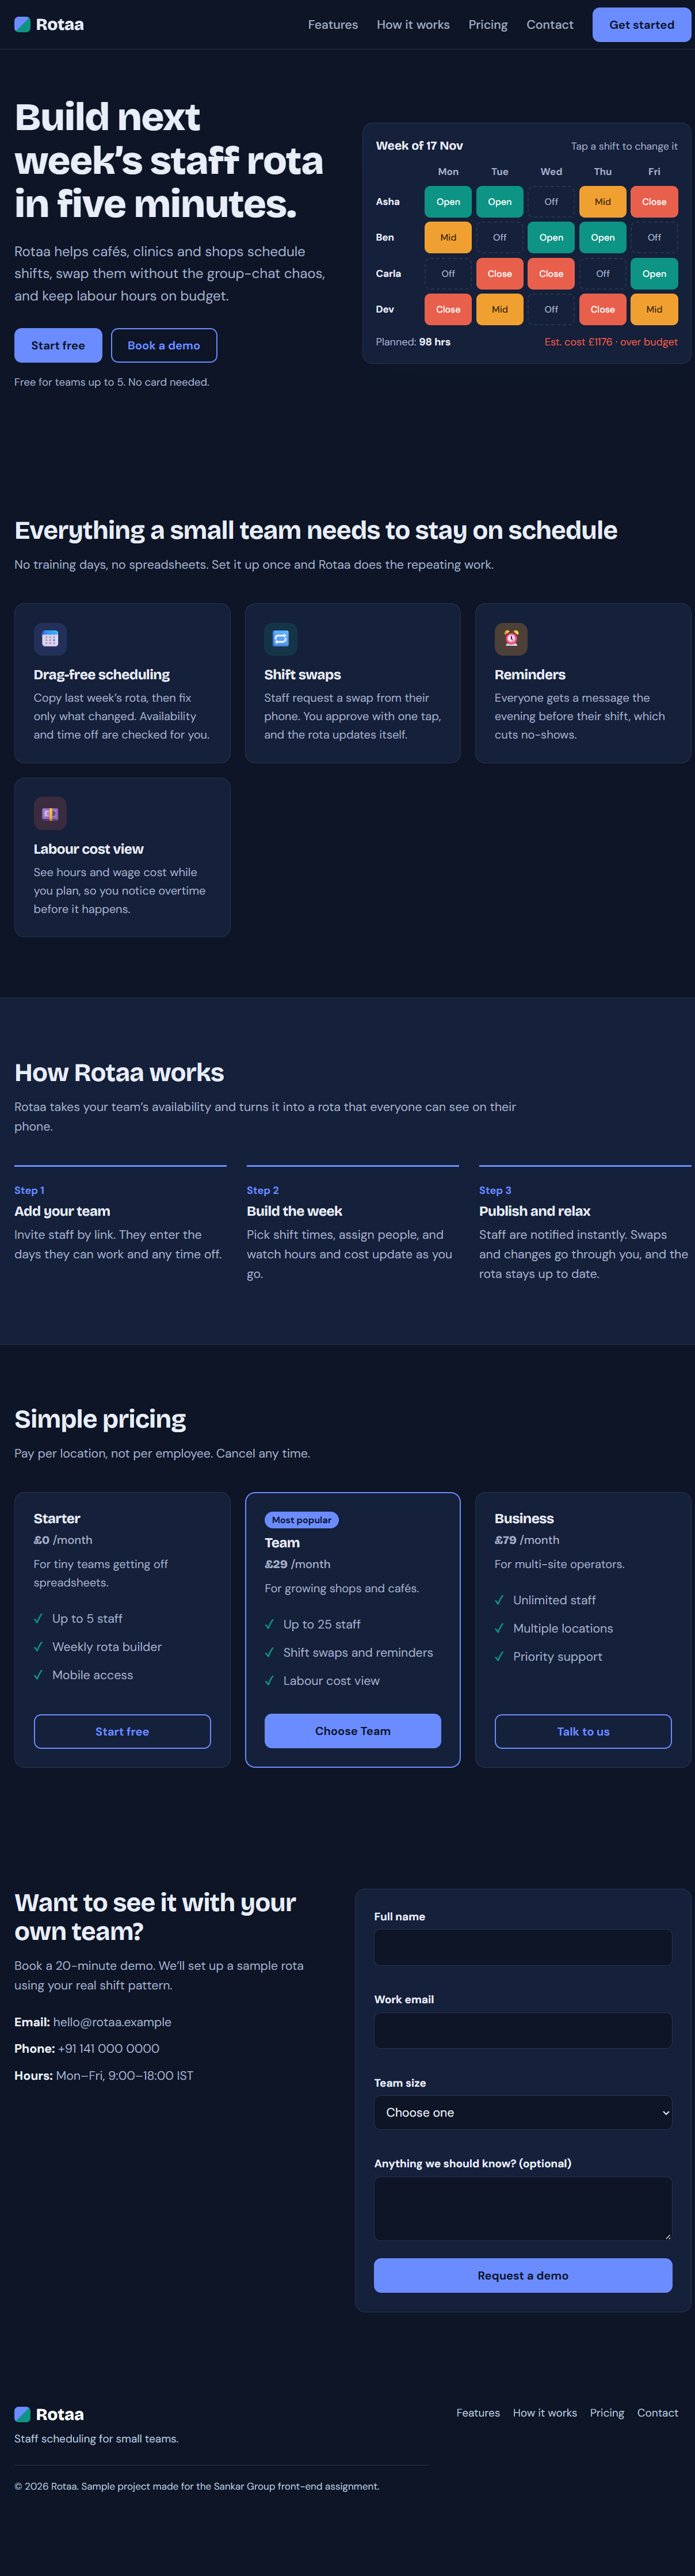 Rotaa
Features How it works Pricing Contact Get started
Build next
week’s staff rota
in five minutes.
Rotaa helps cafés, clinics and shops schedule
shifts, swap them without the group-chat chaos,
and keep labour hours on budget.
Start free Book a demo
Free for teams up to 5. No card needed.
Week of 17 Nov Tap a shift to change it
Mon Tue Wed Thu Fri
Asha Open Open Off Mid Close
Ben Mid Off Open Open Off
Carla Off Close Close Off Open
Dev Close Mid Off Close Mid
Planned: 98 hrs Est. cost £1176 · over budget
Everything a small team needs to stay on schedule
No training days, no spreadsheets. Set it up once and Rotaa does the repeating work.
Drag-free scheduling
Copy last week’s rota, then fix
only what changed. Availability
and time off are checked for you.
Shift swaps
Staff request a swap from their
phone. You approve with one tap,
and the rota updates itself.
Reminders
Everyone gets a message the
evening before their shift, which
cuts no-shows.
Labour cost view
See hours and wage cost while
you plan, so you notice overtime
before it happens.
How Rotaa works
Rotaa takes your team’s availability and turns it into a rota that everyone can see on their
phone.
Step 1
Add your team
Invite staff by link. They enter the
days they can work and any time off.
Step 2
Build the week
Pick shift times, assign people, and
watch hours and cost update as you
go.
Step 3
Publish and relax
Staff are notified instantly. Swaps
and changes go through you, and the
rota stays up to date.
Simple pricing
Pay per location, not per employee. Cancel any time.
Starter
£0 /month
For tiny teams getting off
spreadsheets.
✓ Up to 5 staff
✓ Weekly rota builder
✓ Mobile access
Start free
Most popular
Team
£29 /month
For growing shops and cafés.
✓ Up to 25 staff
✓ Shift swaps and reminders
✓ Labour cost view
Choose Team
Business
£79 /month
For multi-site operators.
✓ Unlimited staff
✓ Multiple locations
✓ Priority support
Talk to us
Want to see it with your
own team?
Book a 20-minute demo. We’ll set up a sample rota
using your real shift pattern.
Email: hello@rotaa.example
Phone: +91 141 000 0000
Hours: Mon–Fri, 9:00–18:00 IST
Full name
Work email
Team size
Choose one
Anything we should know? (optional)
Request a demo
Rotaa
Staff scheduling for small teams.
Features How it works Pricing Contact
© 2026 Rotaa. Sample project made for the Sankar Group front-end assignment.